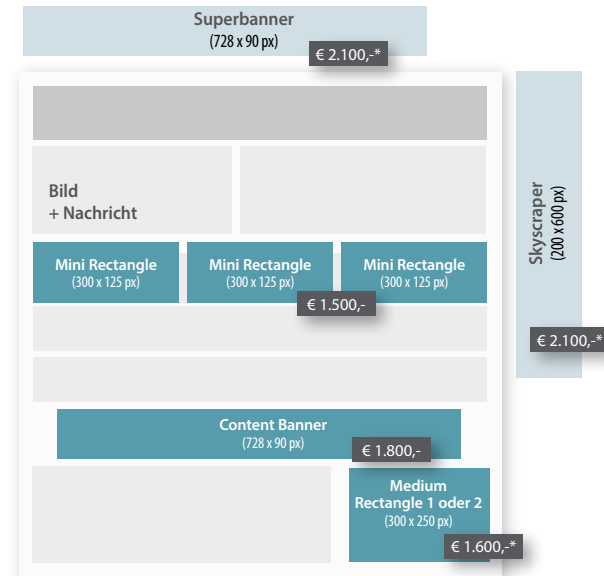 Superbanner
(728 x 90 px)
€ 2.100,-*
Bild
+ Nachricht
Skyscraper
(200 x 600 px)
€ 2.100,-*
Mini Rectangle
(300 x 125 px)
Mini Rectangle
(300 x 125 px)
Mini Rectangle
(300 x 125 px)
€ 1.500,-
Content Banner
(728 x 90 px)
€ 1.800,-
Medium
Rectangle 1 oder 2
(300 x 250 px)
€ 1.600,-*